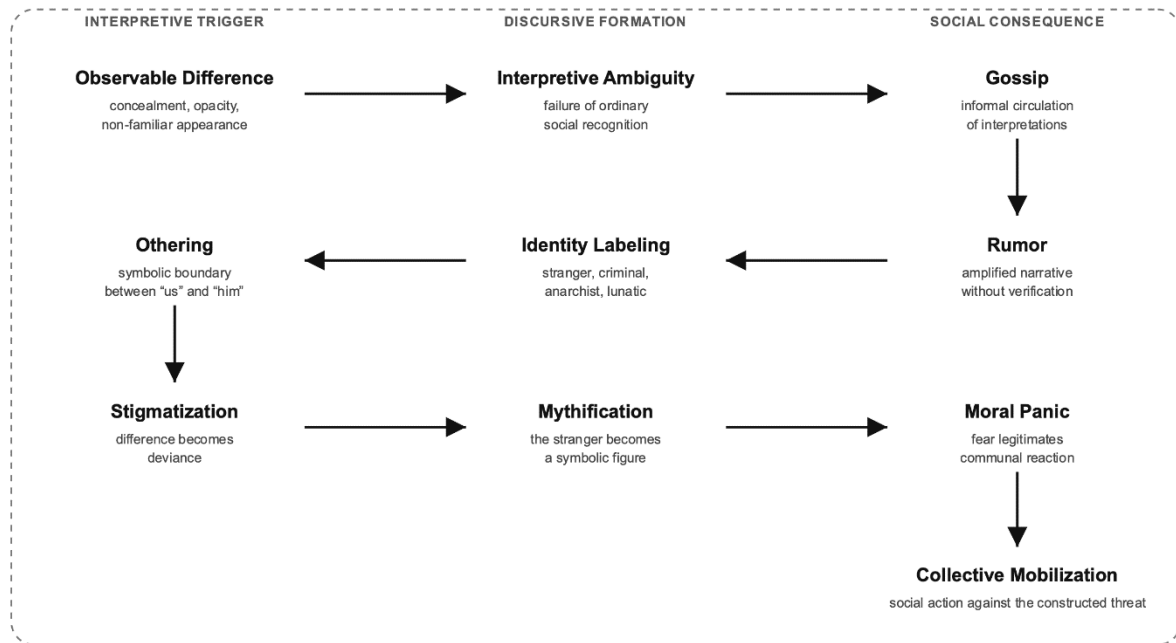 INTERPRETIVE TRIGGER
DISCURSIVE FORMATION
SOCIAL CONSEQUENCE
Observable Difference
concealment, opacity,
non-familiar appearance
Interpretive Ambiguity
failure of ordinary
social recognition
Gossip
informal circulation
of interpretations
Othering
symbolic boundary
between “us” and “him”
Identity Labeling
stranger, criminal,
anarchist, lunatic
Rumor
amplified narrative
without verification
Stigmatization
difference becomes
deviance
Mythification
the stranger becomes
a symbolic figure
Moral Panic
fear legitimates
communal reaction
Collective Mobilization
social action against the constructed threat